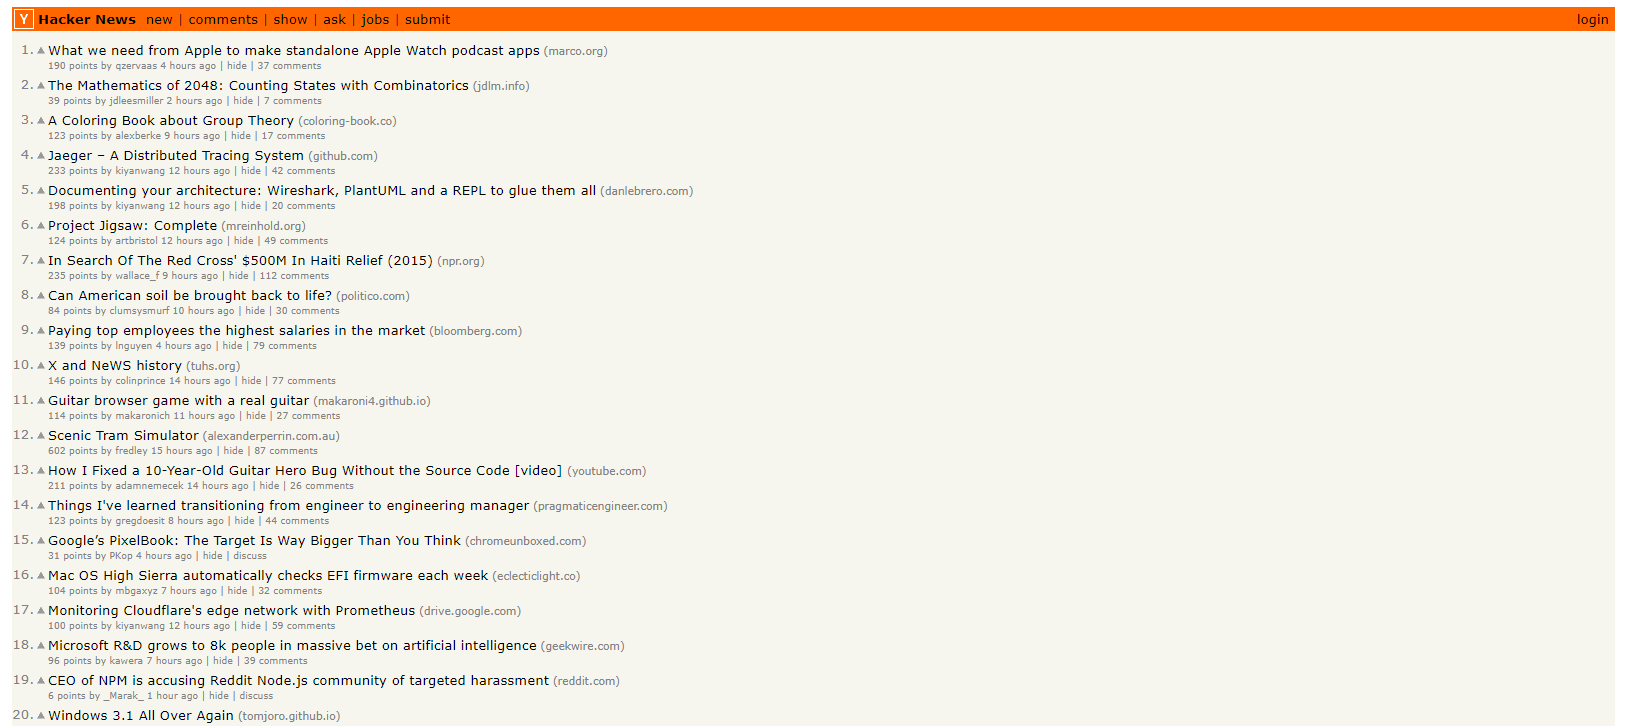 Y Hacker News new | comments | show | ask | jobs | submit login
1. What we need from Apple to make standalone Apple Watch podcast apps (marco.org)
190 points by qzervaas 4 hours ago | hide | 37 comments
2. The Mathematics of 2048: Counting States with Combinatorics (jdlm.info)
39 points by jdleesmiller 2 hours ago | hide | 7 comments
3. A Coloring Book about Group Theory (coloring-book.co)
123 points by alexberke 9 hours ago | hide | 17 comments
4. Jaeger – A Distributed Tracing System (github.com)
233 points by kiyanwang 12 hours ago | hide | 42 comments
5. Documenting your architecture: Wireshark, PlantUML and a REPL to glue them all (danlebrero.com)
198 points by kiyanwang 12 hours ago | hide | 20 comments
6. Project Jigsaw: Complete (mreinhold.org)
124 points by artbristol 12 hours ago | hide | 49 comments
7. In Search Of The Red Cross' $500M In Haiti Relief (2015) (npr.org)
235 points by wallace_f 9 hours ago | hide | 112 comments
8. Can American soil be brought back to life? (politico.com)
84 points by clumsysmurf 10 hours ago | hide | 30 comments
9. Paying top employees the highest salaries in the market (bloomberg.com)
139 points by lnguyen 4 hours ago | hide | 79 comments
10. X and NeWS history (tuhs.org)
146 points by colinprince 14 hours ago | hide | 77 comments
11. Guitar browser game with a real guitar (makaroni4.github.io)
114 points by makaronich 11 hours ago | hide | 27 comments
12. Scenic Tram Simulator (alexanderperrin.com.au)
602 points by fredley 15 hours ago | hide | 87 comments
13. How I Fixed a 10-Year-Old Guitar Hero Bug Without the Source Code [video] (youtube.com)
211 points by adamnemecek 14 hours ago | hide | 26 comments
14. Things I've learned transitioning from engineer to engineering manager (pragmaticengineer.com)
123 points by gregdoesit 8 hours ago | hide | 44 comments
15. Google’s PixelBook: The Target Is Way Bigger Than You Think (chromeunboxed.com)
31 points by PKop 4 hours ago | hide | discuss
16. Mac OS High Sierra automatically checks EFI firmware each week (eclecticlight.co)
104 points by mbgaxyz 7 hours ago | hide | 32 comments
17. Monitoring Cloudflare's edge network with Prometheus (drive.google.com)
100 points by kiyanwang 12 hours ago | hide | 59 comments
18. Microsoft R&D grows to 8k people in massive bet on artificial intelligence (geekwire.com)
96 points by kawera 7 hours ago | hide | 39 comments
19. CEO of NPM is accusing Reddit Node.js community of targeted harassment (reddit.com)
6 points by _Marak_ 1 hour ago | hide | discuss
20. Windows 3.1 All Over Again (tomjoro.github.io)